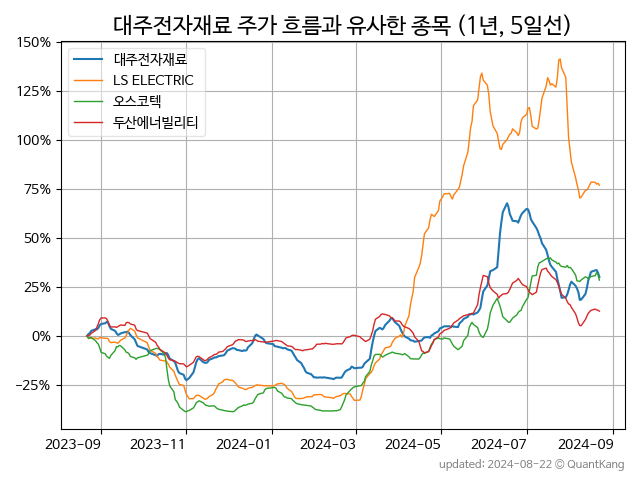 대주전자재료 주가 흐름과 유사한 종목 (1년, 5일선)
150%
125%
100%
75%
50%
25%
0%
−25%
대주전자재료
LS ELECTRIC
오스코텍
두산에너빌리티
2023-09 2023-11 2024-01 2024-03 2024-05 2024-07 2024-09
updated: 2024-08-22 © QuantKang